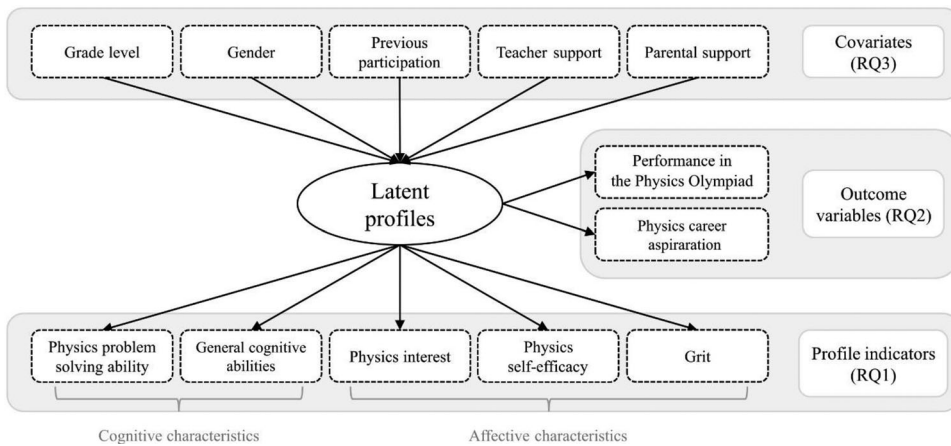 Grade level
Gender
Previous
participation
Teacher support
Parental support
Covariates
(RQ3)
Latent
profiles
Performance in
the Physics Olympiad
Physics career
aspiraration
Outcome
variables (RQ2)
Physics problem
solving ability
General cognitive
abilities
Physics interest
Physics
self-efficacy
Grit
Profile indicators
(RQ1)
Cognitive characteristics
Affective characteristics